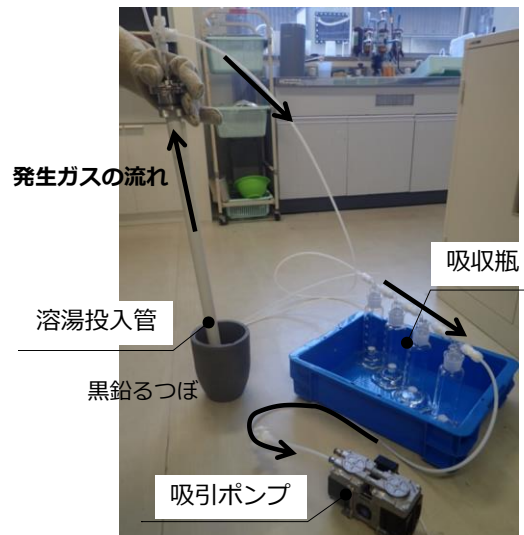 発生ガスの流れ
吸収瓶
溶湯投入管
黒鉛るつぼ
吸引ポンプ